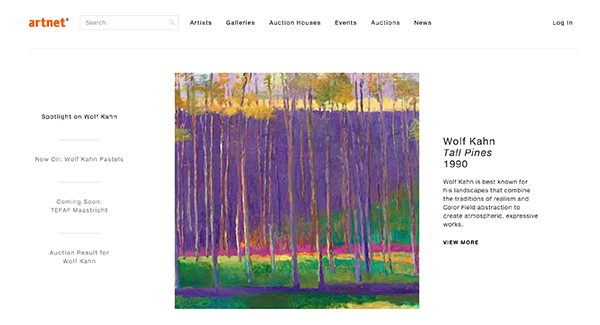 artnet®
Search
Artists Galleries Auction Houses Events Auctions News
Log In
Spotlight on Wolf Kahn
Now On: Wolf Kahn Pastels
Coming Soon:
TEFAF Maastricht
Auction Result for
Wolf Kahn
Wolf Kahn
Tall Pines
1990
Wolf Kahn is best known for
his landscapes that combine
the traditions of realism and
Color Field abstraction to
create atmospheric, expressive
works.
VIEW MORE